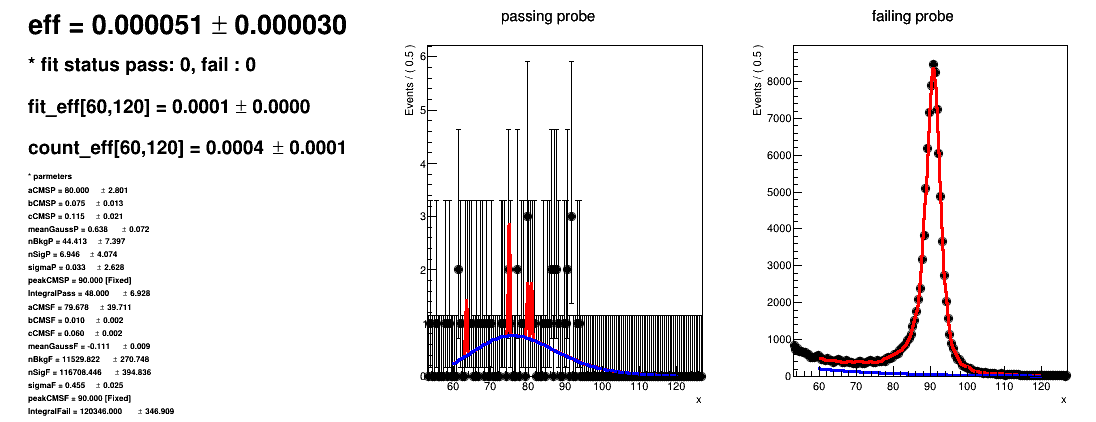 eff = 0.000051 ± 0.000030
* fit status pass: 0, fail : 0
fit_eff[60,120] = 0.0001 ± 0.0000
count_eff[60,120] = 0.0004 ± 0.0001
* parmeters
aCMSP = 80.000 ± 2.801
bCMSP = 0.075 ± 0.013
cCMSP = 0.115 ± 0.021
meanGaussP = 0.638 ± 0.072
nBkgP = 44.413 ± 7.397
nSigP = 6.946 ± 4.074
sigmaP = 0.033 ± 2.628
peakCMSP = 90.000 [Fixed]
IntegralPass = 48.000 ± 6.928
aCMSF = 79.678 ± 39.711
bCMSF = 0.010 ± 0.002
cCMSF = 0.060 ± 0.002
meanGaussF = -0.111 ± 0.009
nBkgF = 11529.822 ± 270.748
nSigF = 116708.446 ± 394.836
sigmaF = 0.455 ± 0.025
peakCMSF = 90.000 [Fixed]
IntegralFail = 120346.000 ± 346.909
passing probe
Events / ( 0.5 )
6
5
4
3
2
1
0
60 70 80 90 100 110 120
x
failing probe
Events / ( 0.5 )
8000
7000
6000
5000
4000
3000
2000
1000
0
60 70 80 90 100 110 120
x